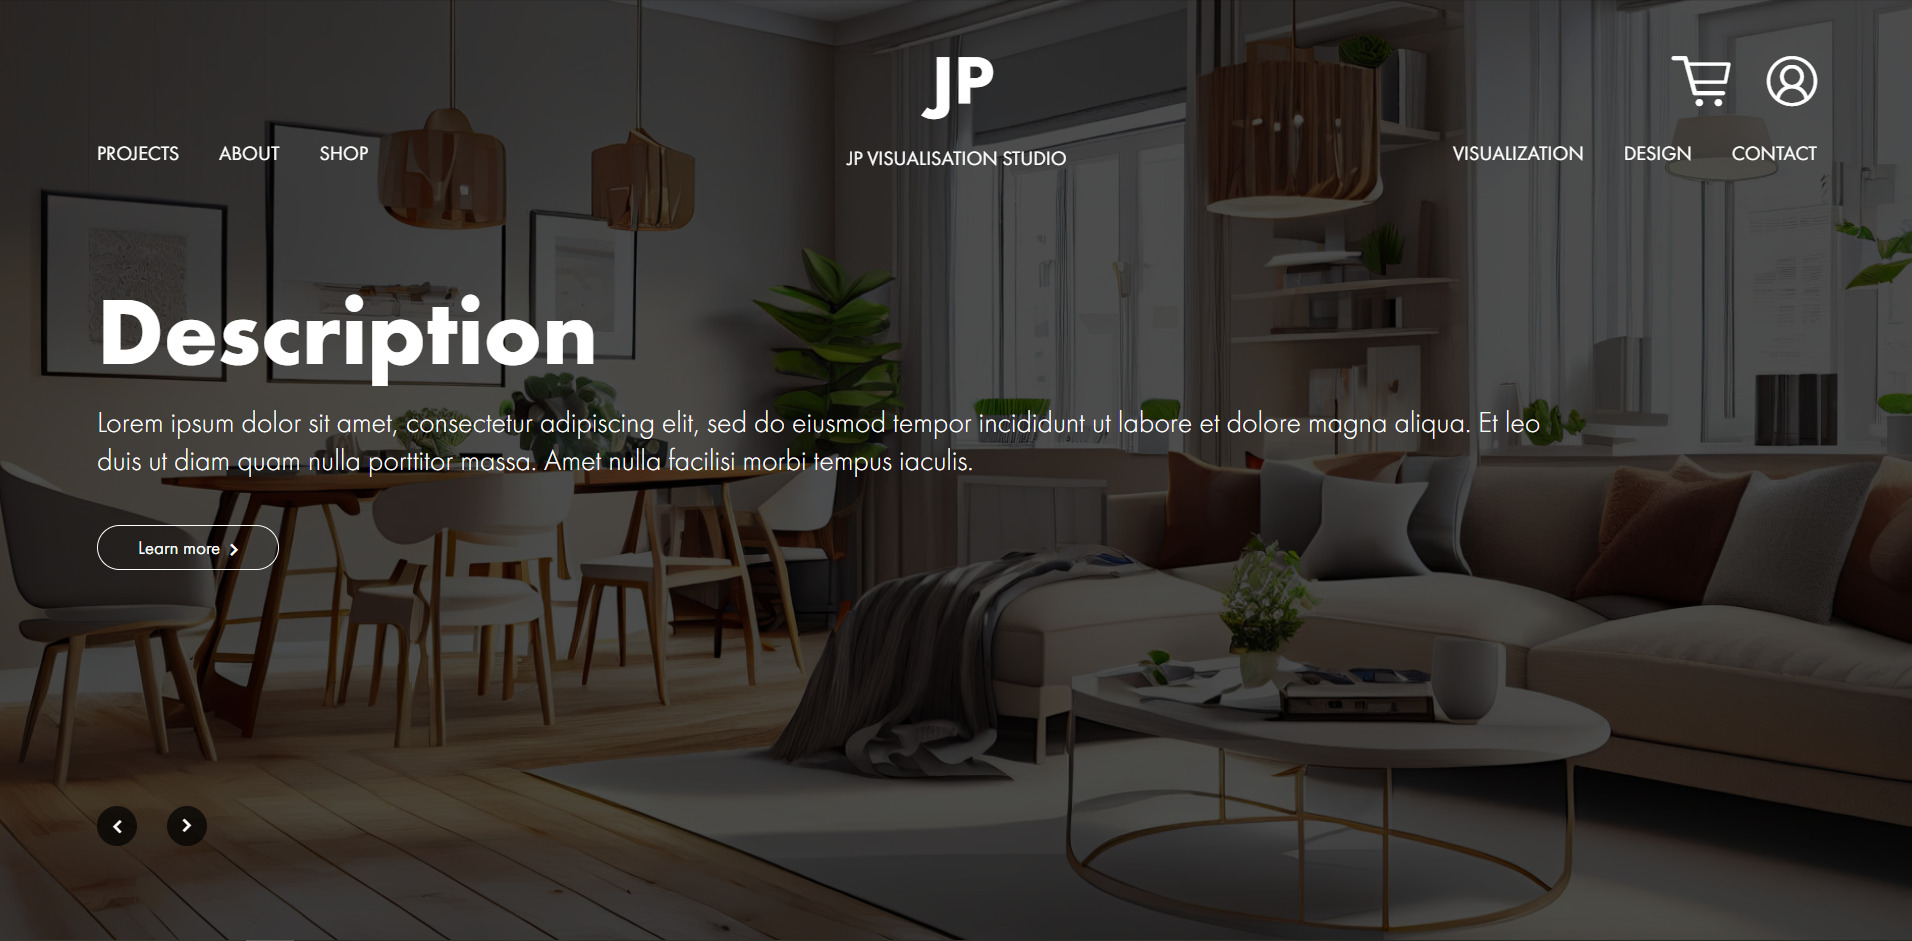 JP
PROJECTS ABOUT SHOP
JP VISUALISATION STUDIO
VISUALIZATION DESIGN CONTACT
Description
Lorem ipsum dolor sit amet, consectetur adipiscing elit, sed do eiusmod tempor incididunt ut labore et dolore magna aliqua. Et leo
duis ut diam quam nulla porttitor massa. Amet nulla facilisi morbi tempus iaculis.
Learn more